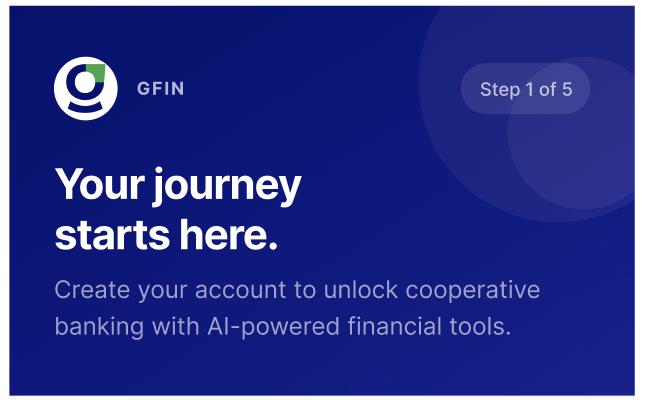 GFIN
Step 1 of 5
Your journey
starts here.
Create your account to unlock cooperative
banking with AI-powered financial tools.